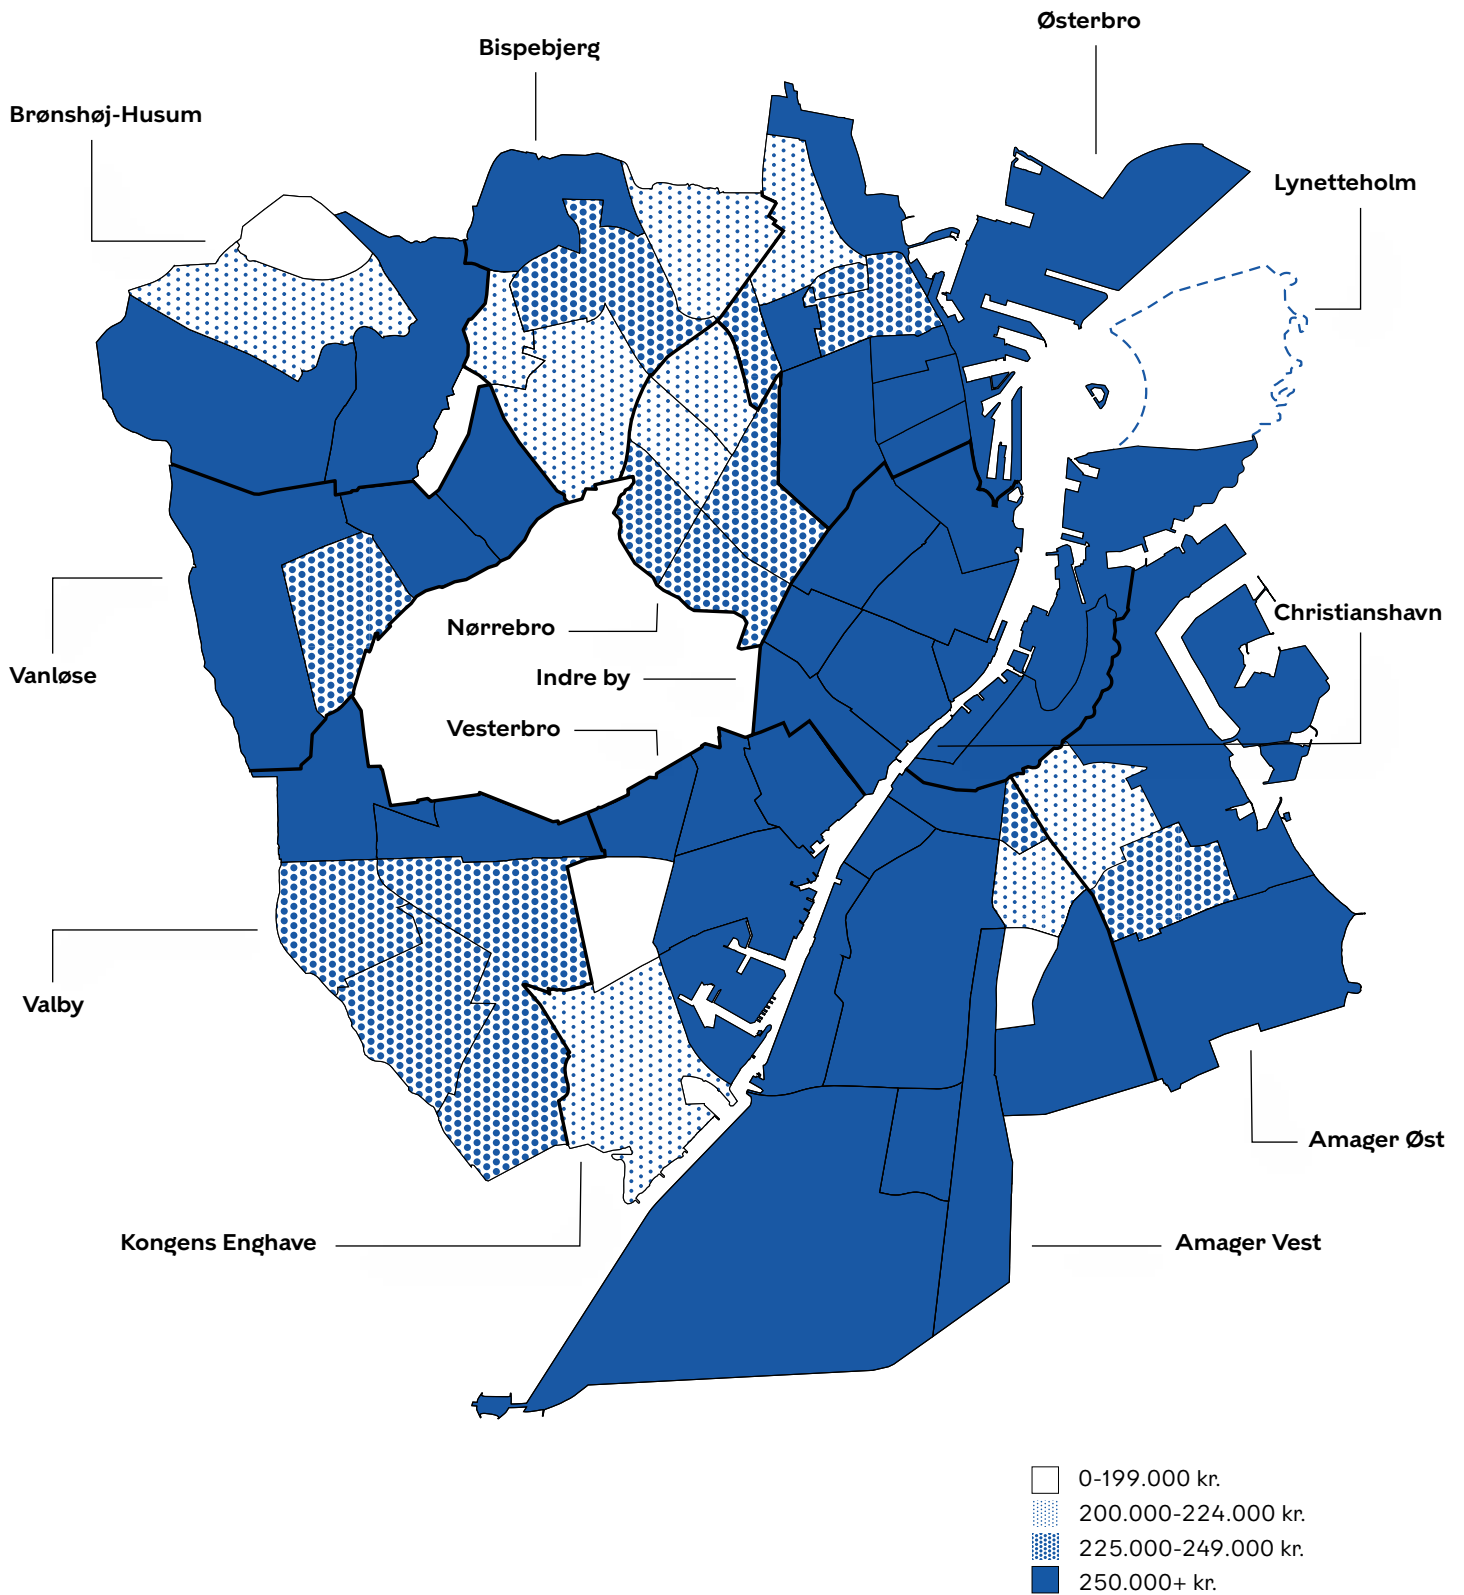 Østerbro
Bispebjerg
Brønshøj-Husum
Lynetteholm
Christianshavn
Nørrebro
Vanløse
Indre by
Vesterbro
Valby
Amager Øst
Kongens Enghave
Amager Vest
0-199.000 kr.
200.000-224.000 kr.
225.000-249.000 kr.
250.000+ kr.